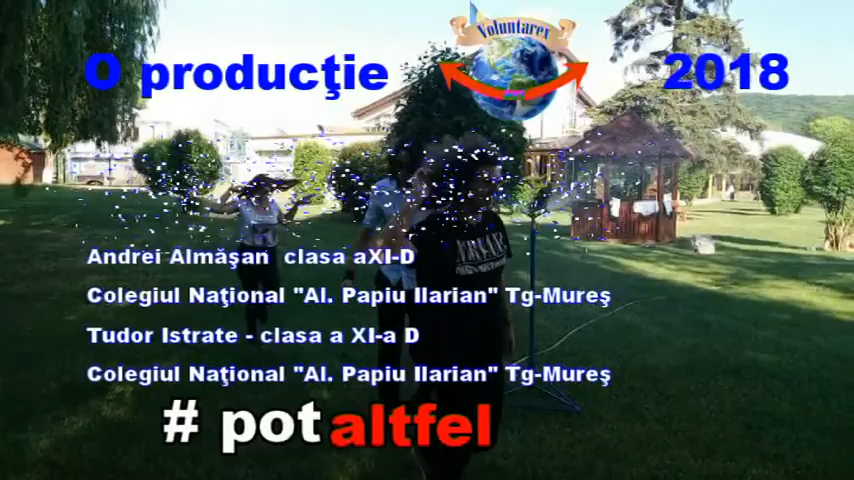 Voluntarex
O producţie 2018
Andrei Almăşan clasa aXI-D
Colegiul Naţional "Al. Papiu Ilarian" Tg-Mureş
Tudor Istrate - clasa a XI-a D
Colegiul Naţional "Al. Papiu Ilarian" Tg-Mureş
# pot altfel